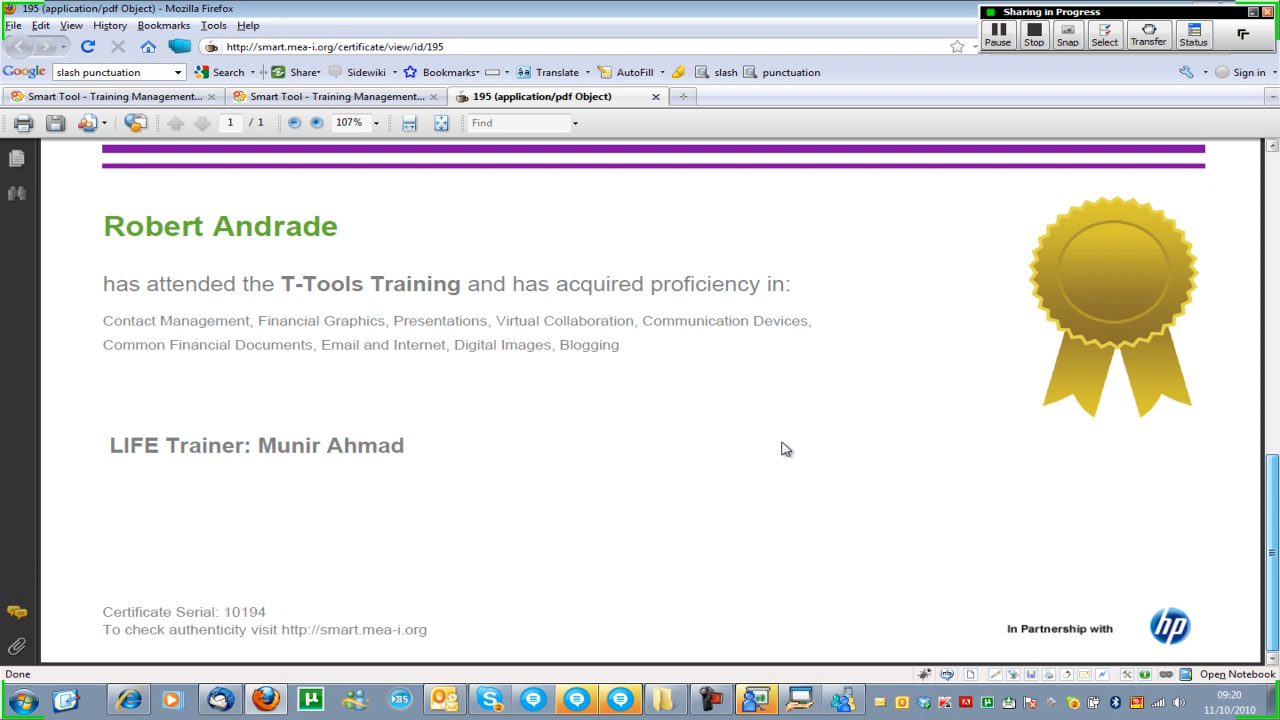 195 (application/pdf Object) - Mozilla Firefox
Sharing in Progress
File Edit View History Bookmarks Tools Help
Pause Stop Snap Select Transfer Status
http://smart.mea-i.org/certificate/view/id/195
Google slash punctuation Search Share Sidewiki Bookmarks Translate AutoFill slash punctuation Sign in
Smart Tool - Training Management... Smart Tool - Training Management... 195 (application/pdf Object)
1 / 1 107% Find
Robert Andrade
has attended the T-Tools Training and has acquired proficiency in:
Contact Management, Financial Graphics, Presentations, Virtual Collaboration, Communication Devices,
Common Financial Documents, Email and Internet, Digital Images, Blogging
LIFE Trainer: Munir Ahmad
Certificate Serial: 10194
To check authenticity visit http://smart.mea-i.org
In Partnership with hp
Done Open Notebook
09:20
11/10/2010